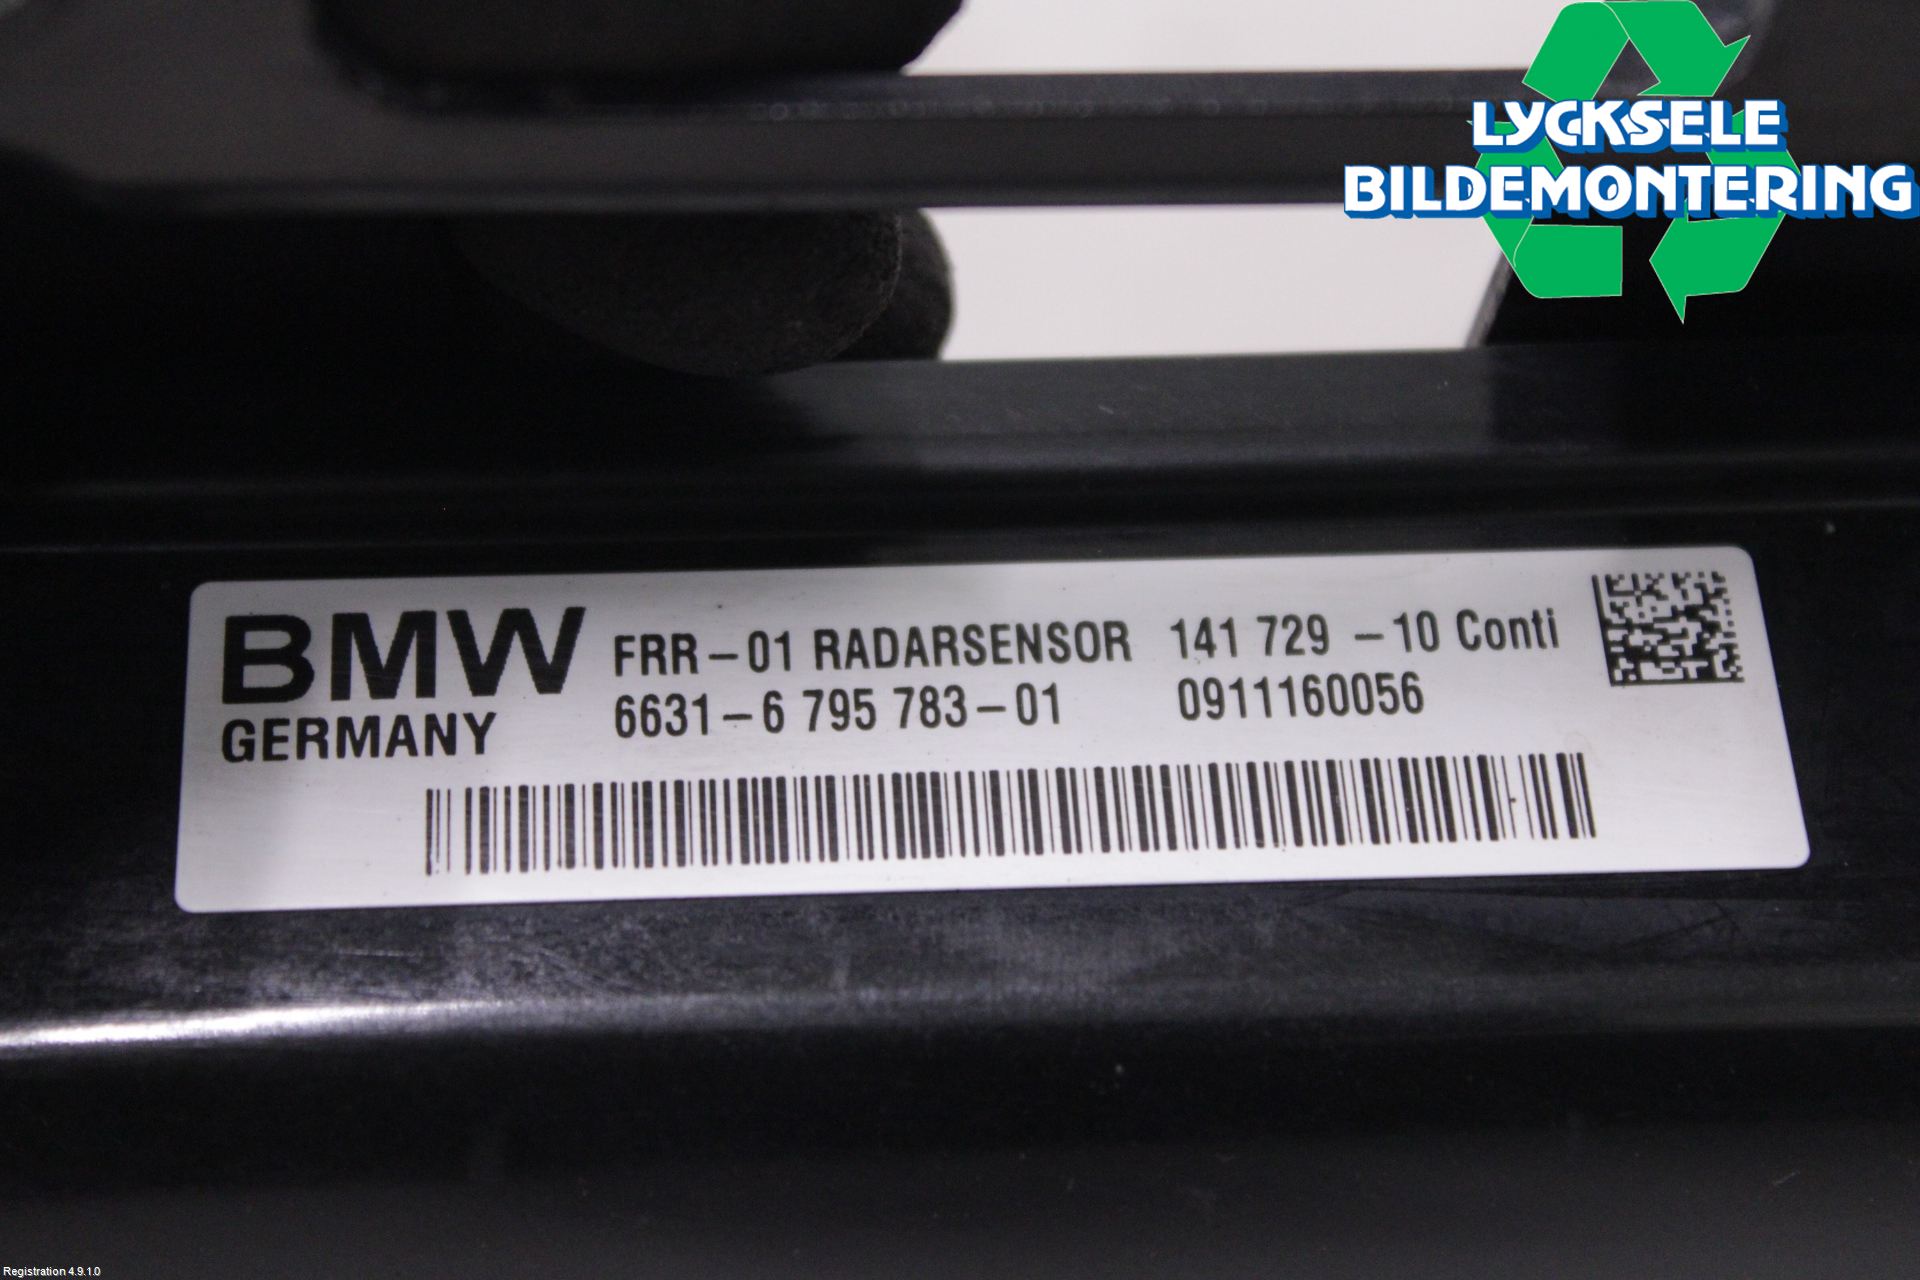 LYCKSELE
BILDEMONTERING
BMW
GERMANY
FRR-01 RADARSENSOR 141 729 -10 Conti
6631-6 795 783-01 0911160056
Registration 4.9.1.0